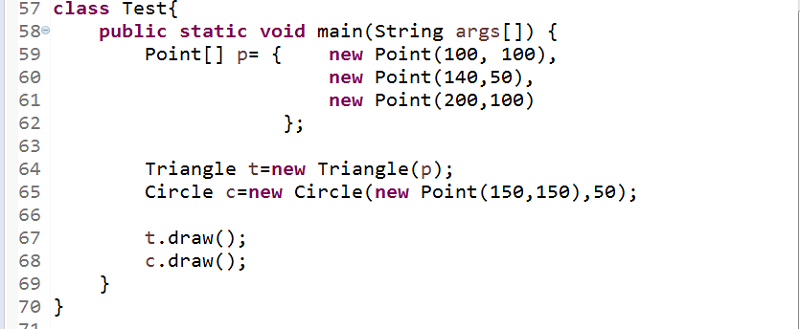 57 class Test{
58 public static void main(String args[]) {
59 Point[] p= { new Point(100, 100),
60 new Point(140,50),
61 new Point(200,100)
62 };
63
64 Triangle t=new Triangle(p);
65 Circle c=new Circle(new Point(150,150),50);
66
67 t.draw();
68 c.draw();
69 }
70 }
71